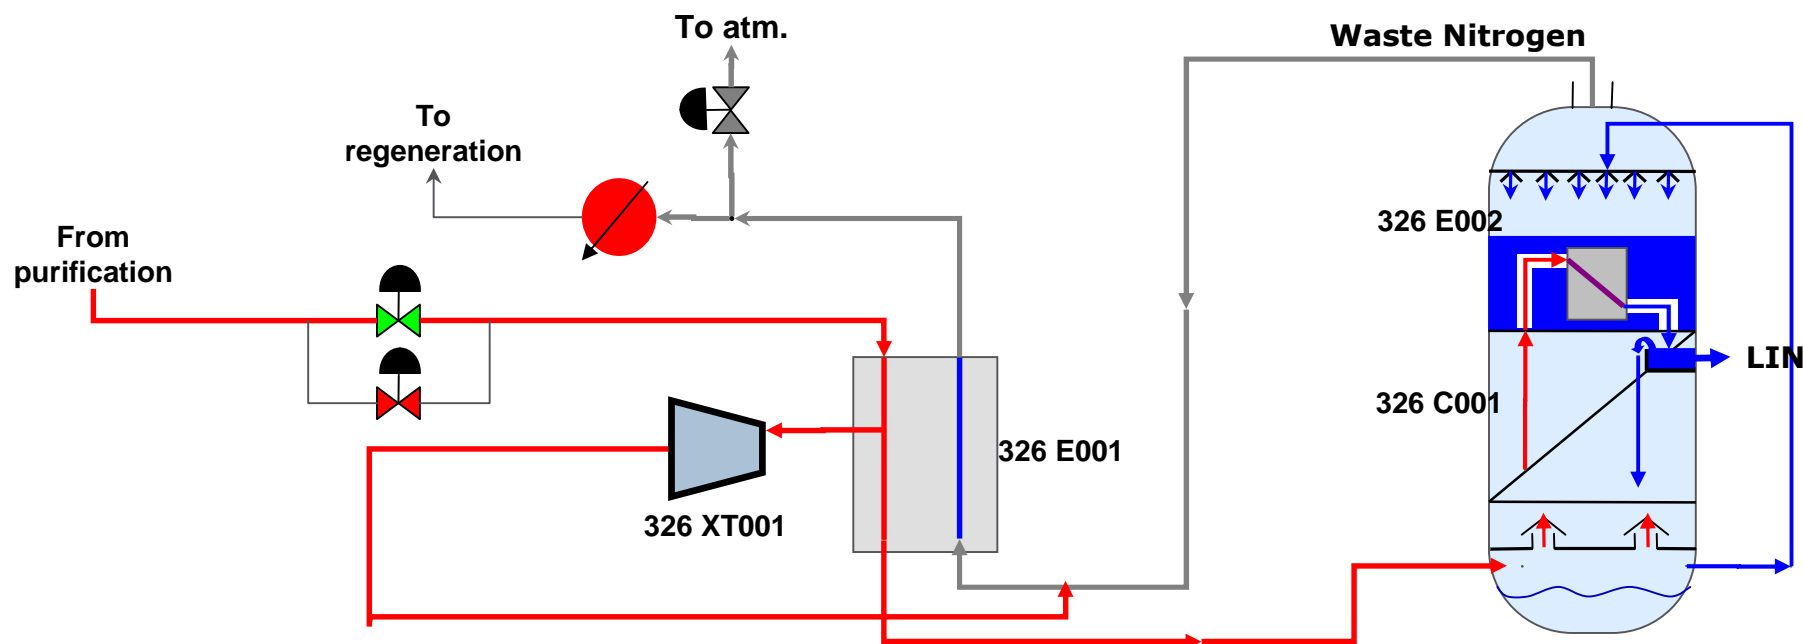 To atm.
Waste Nitrogen
To
regeneration
From
purification
326 E002
LIN
326 C001
326 E001
326 XT001